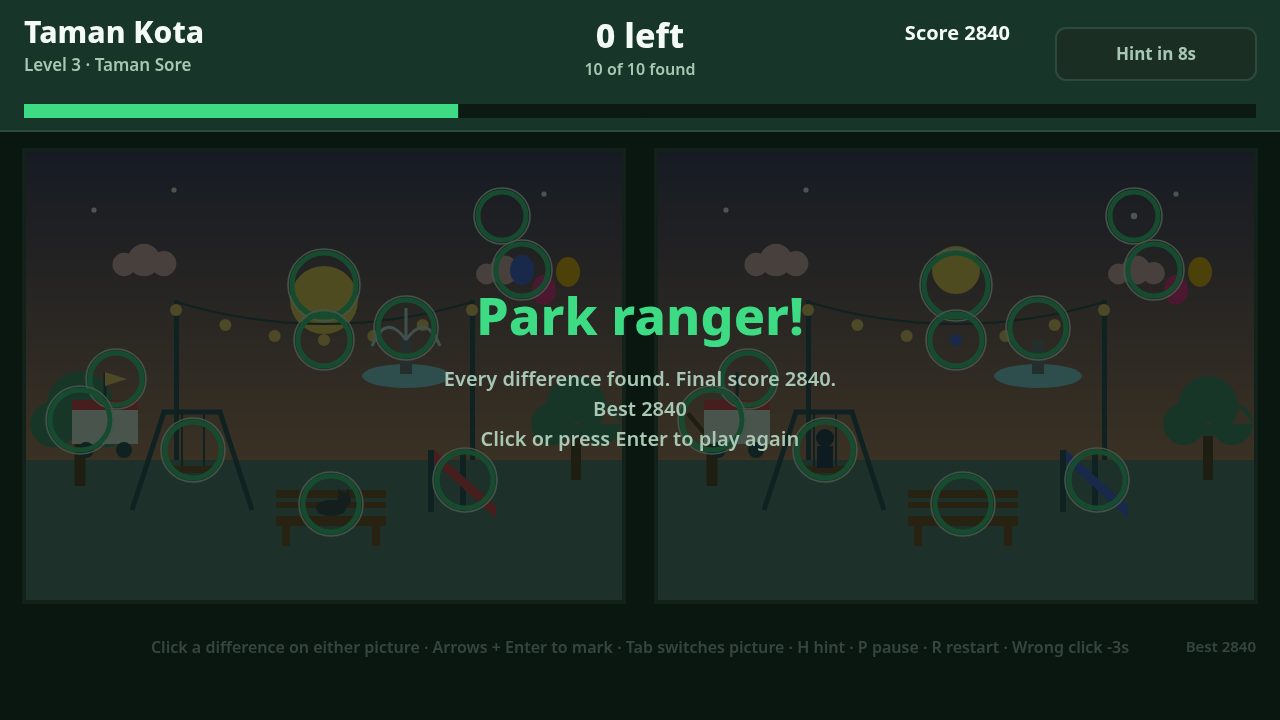 Taman Kota
Level 3 · Taman Sore
0 left
10 of 10 found
Score 2840
Hint in 8s
Park ranger!
Every difference found. Final score 2840.
Best 2840
Click or press Enter to play again
Click a difference on either picture · Arrows + Enter to mark · Tab switches picture · H hint · P pause · R restart · Wrong click -3s
Best 2840